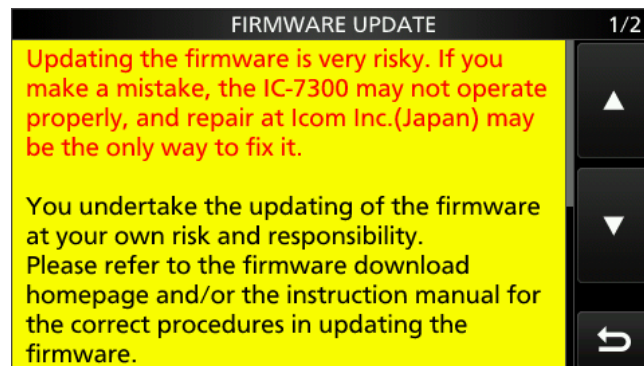 FIRMWARE UPDATE 1/2
Updating the firmware is very risky. If you
make a mistake, the IC-7300 may not operate
properly, and repair at Icom Inc.(Japan) may
be the only way to fix it.
You undertake the updating of the firmware
at your own risk and responsibility.
Please refer to the firmware download
homepage and/or the instruction manual for
the correct procedures in updating the
firmware.